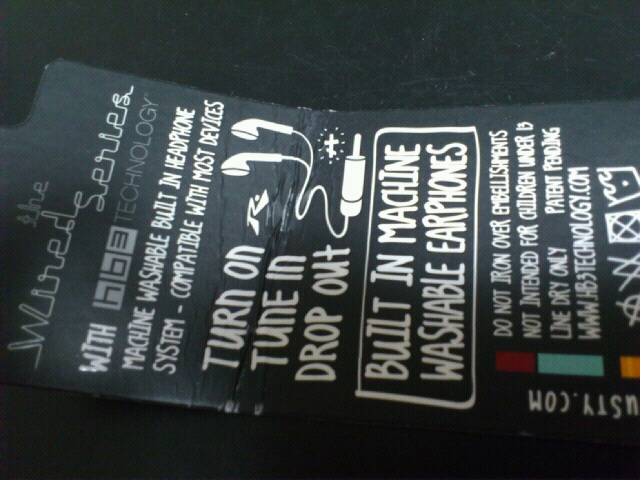 the
Wired Series
WITH hb3 TECHNOLOGY
MACHINE WASHABLE BUILT IN HEADPHONE
SYSTEM - COMPATIBLE WITH MOST DEVICES
TURN ON
TUNE IN
DROP OUT
BUILT IN MACHINE
WASHABLE EARPHONES
DO NOT IRON OVER EMBELLISHMENTS
NOT INTENDED FOR CHILDREN UNDER 13
LINE DRY ONLY PATENT PENDING
WWW.HB3TECHNOLOGY.COM
RUSTY.COM